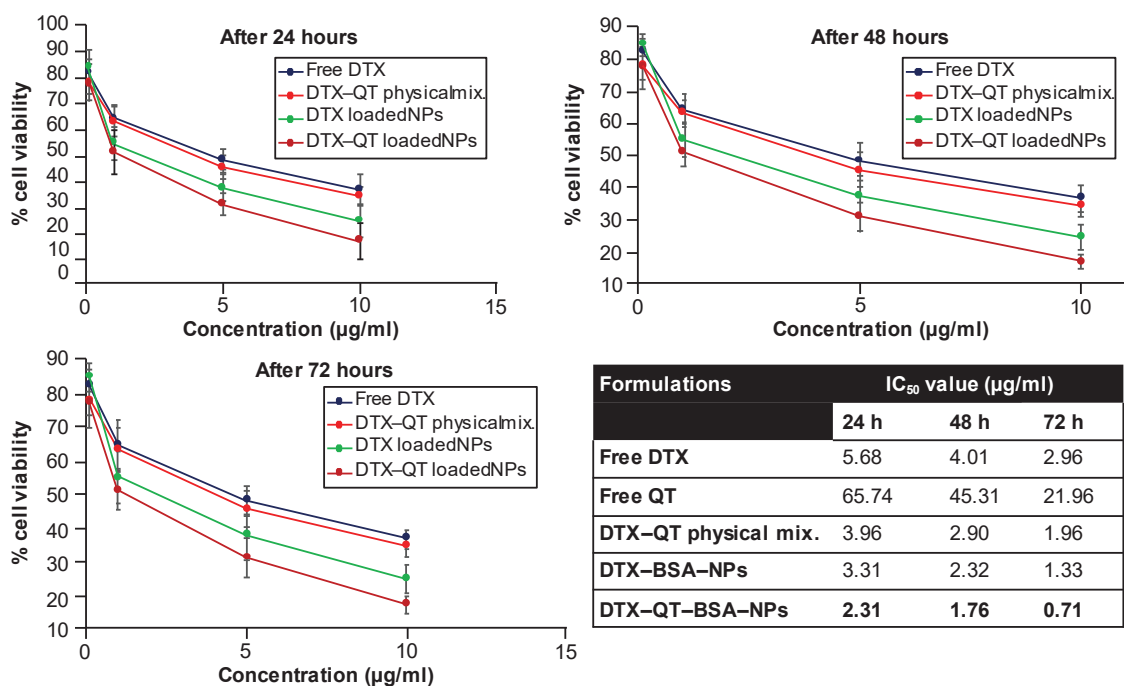 After 24 hours
% cell viability
100
90
80
70
60
50
40
30
20
10
0
Free DTX
DTX–QT physicalmix.
DTX loadedNPs
DTX–QT loadedNPs
0 5 10 15
Concentration (µg/ml)
After 48 hours
% cell viability
90
80
70
60
50
40
30
20
10
Free DTX
DTX–QT physicalmix.
DTX loadedNPs
DTX–QT loadedNPs
0 5 10
Concentration (µg/ml)
After 72 hours
% cell viability
90
80
70
60
50
40
30
20
10
Free DTX
DTX–QT physicalmix.
DTX loadedNPs
DTX–QT loadedNPs
0 5 10 15
Concentration (µg/ml)
Formulations IC₅₀ value (µg/ml)
24 h 48 h 72 h
Free DTX 5.68 4.01 2.96
Free QT 65.74 45.31 21.96
DTX–QT physical mix. 3.96 2.90 1.96
DTX–BSA–NPs 3.31 2.32 1.33
DTX–QT–BSA–NPs 2.31 1.76 0.71